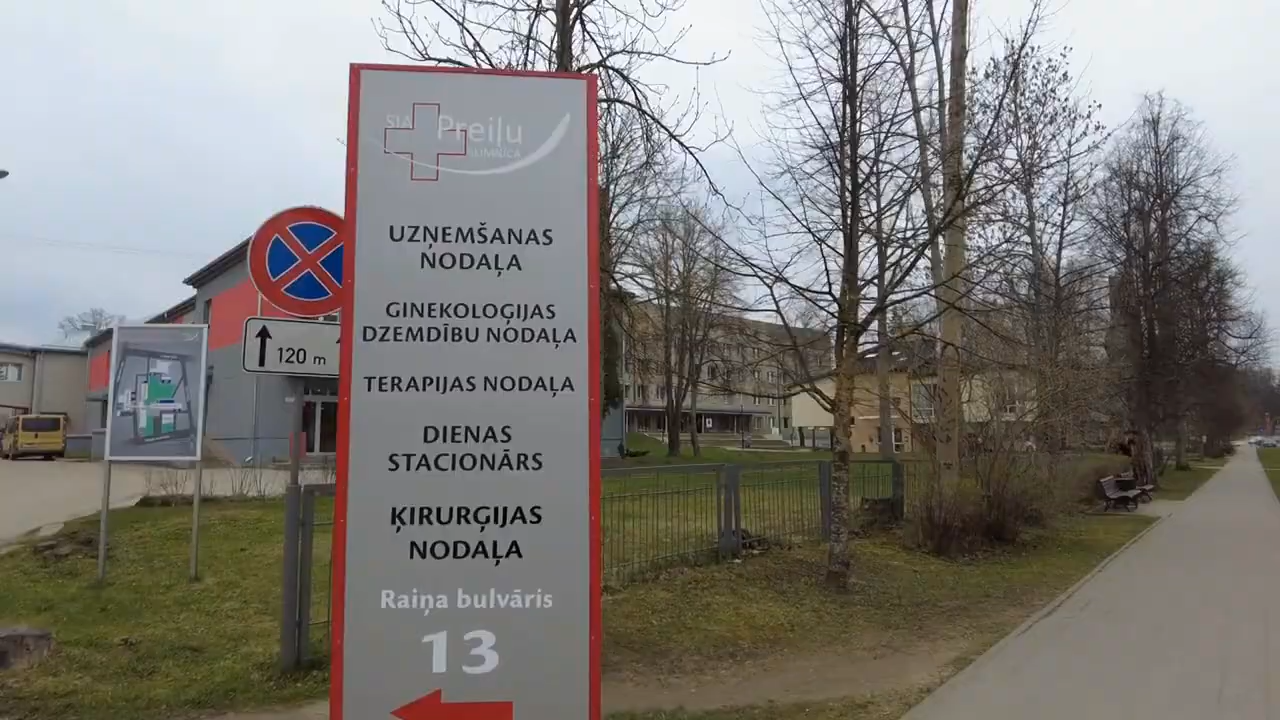 SIA Preiļu
SLIMNĪCA
UZŅEMŠANAS
NODAĻA
GINEKOLOĢIJAS
DZEMDĪBU NODAĻA
TERAPIJAS NODAĻA
DIENAS
STACIONĀRS
ĶIRURĢIJAS
NODAĻA
Raiņa bulvāris
13
120 m